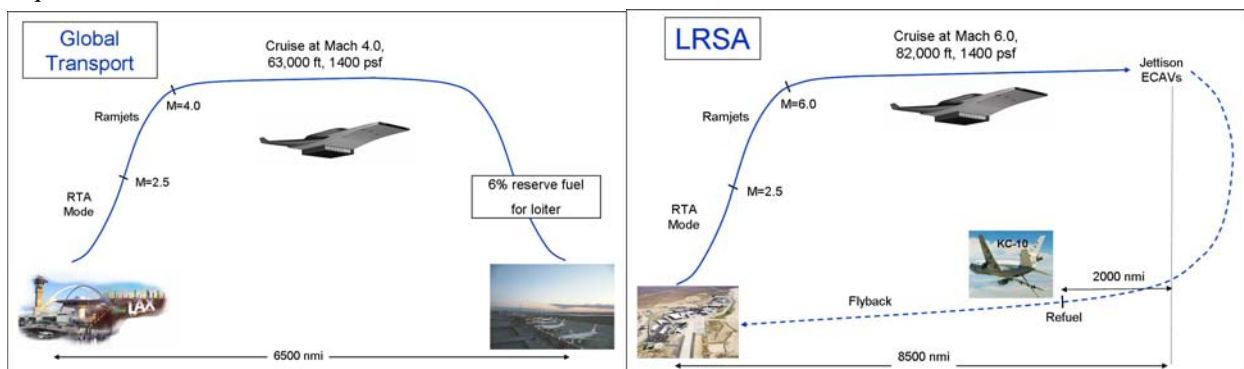 Global
Transport
Cruise at Mach 4.0,
63,000 ft, 1400 psf
M=4.0
Ramjets
M=2.5
RTA
Mode
6% reserve fuel
for loiter
LAX
6500 nmi
LRSA
Cruise at Mach 6.0,
82,000 ft, 1400 psf
Jettison
ECAVs
M=6.0
Ramjets
M=2.5
RTA
Mode
KC-10
2000 nmi
Flyback
Refuel
8500 nmi